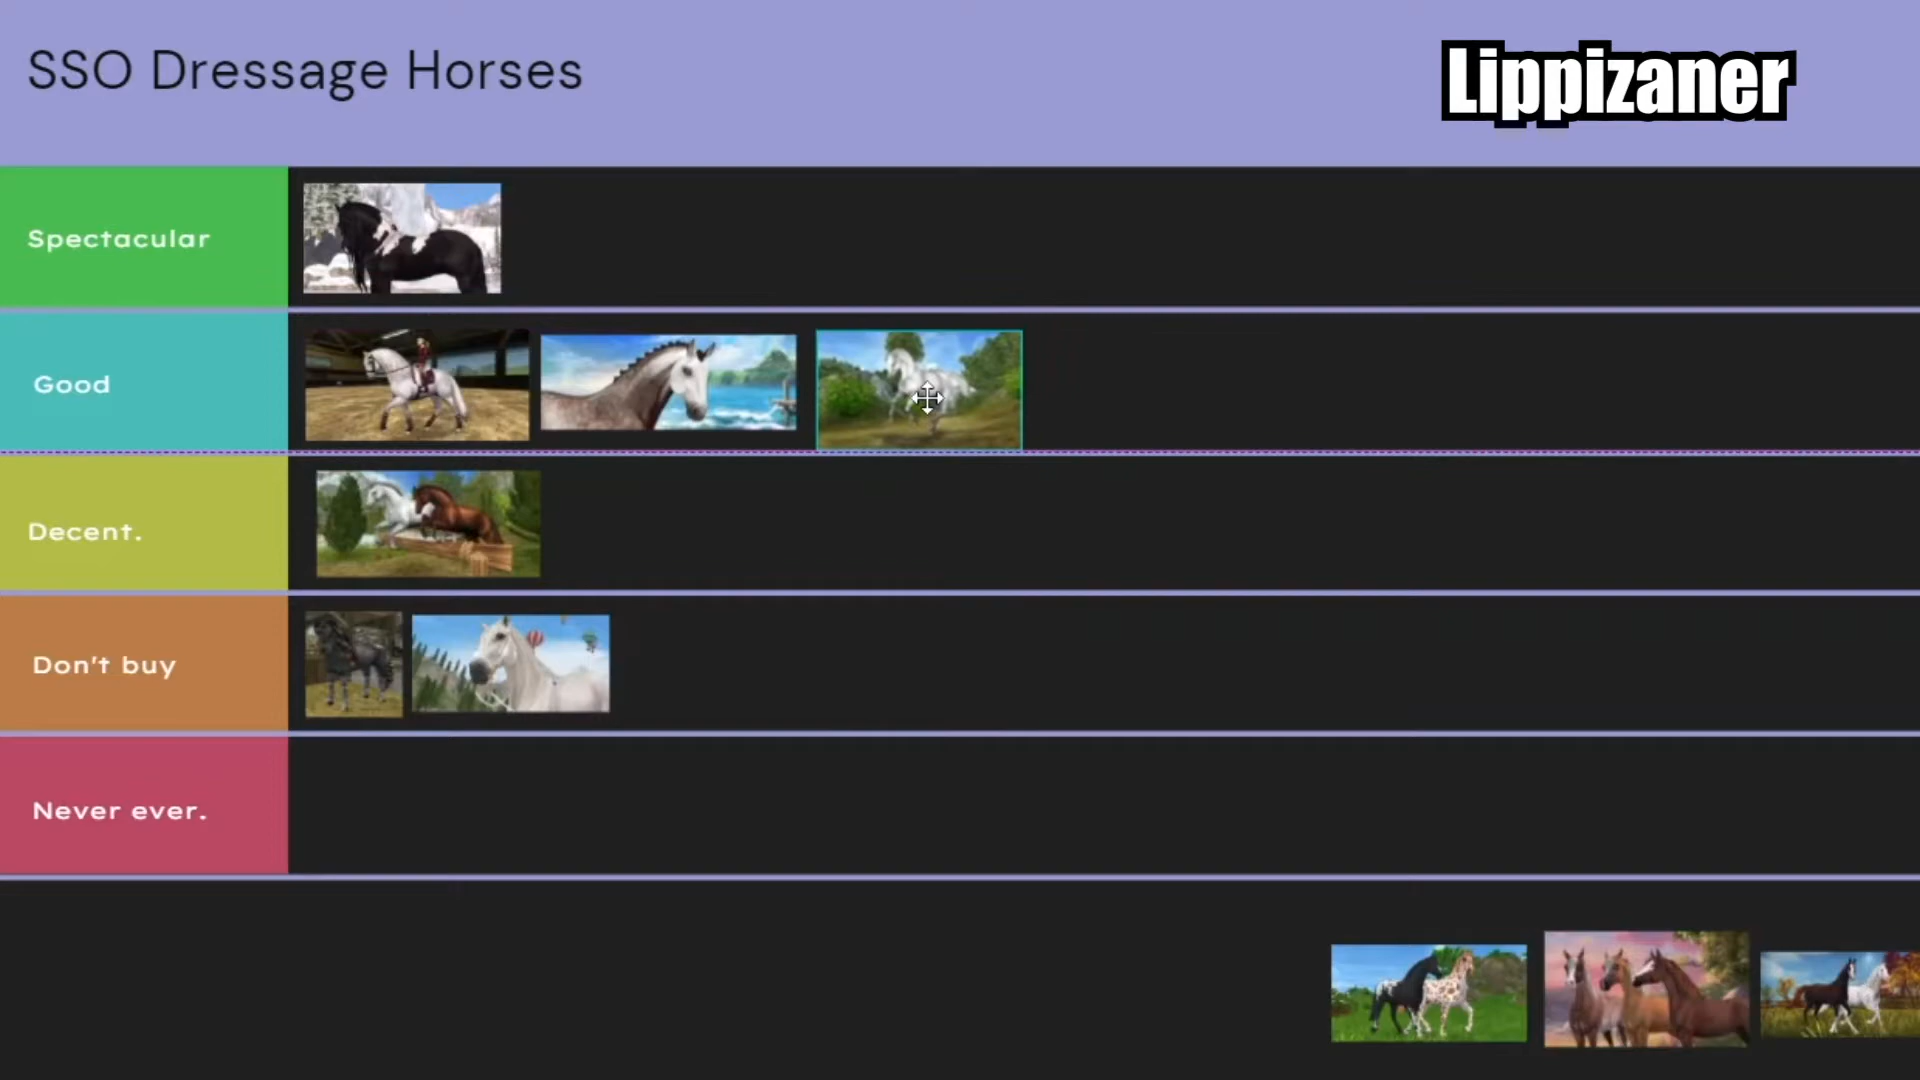 SSO Dressage Horses
Lippizaner
Spectacular
Good
Decent.
Don't buy
Never ever.